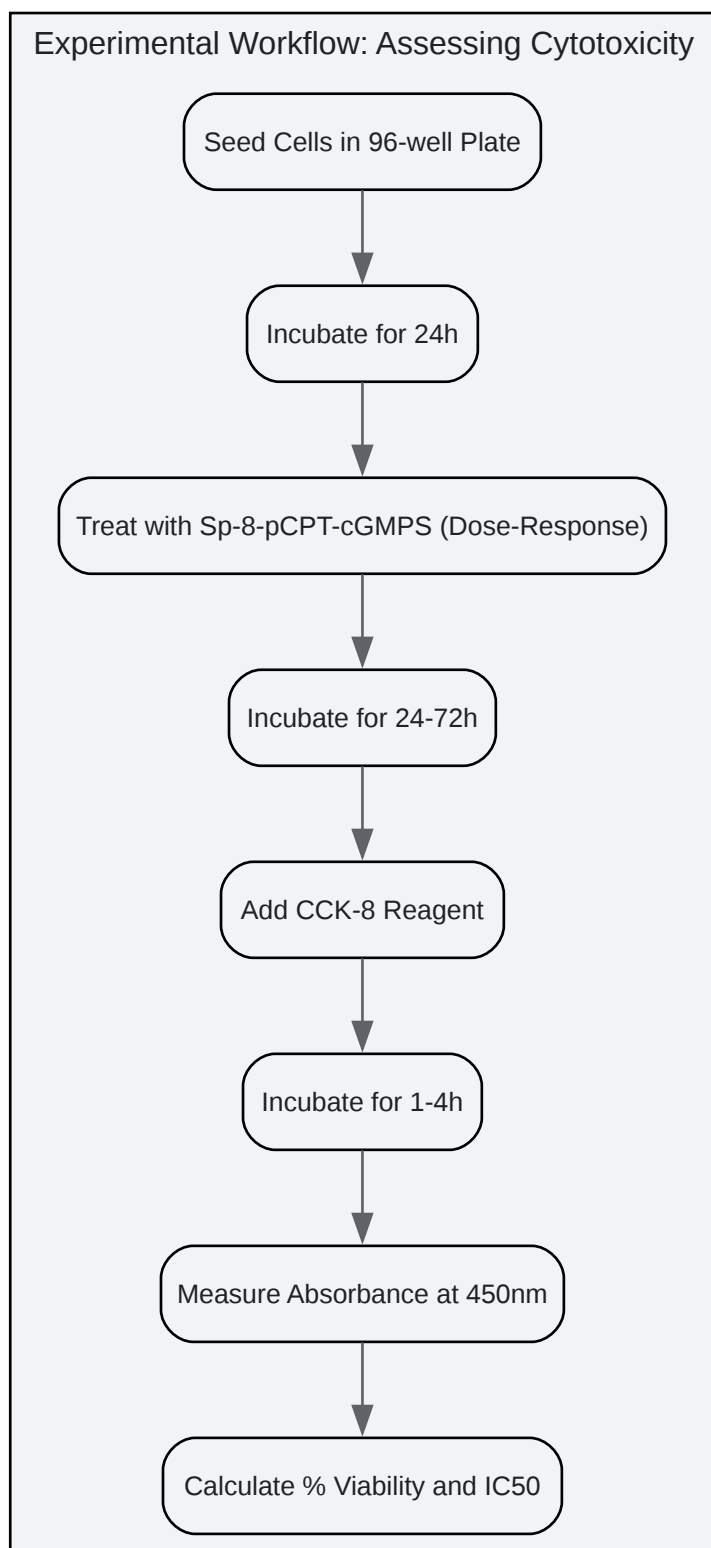 Experimental Workflow: Assessing Cytotoxicity
Seed Cells in 96-well Plate
Incubate for 24h
Treat with Sp-8-pCPT-cGMPS (Dose-Response)
Incubate for 24-72h
Add CCK-8 Reagent
Incubate for 1-4h
Measure Absorbance at 450nm
Calculate % Viability and IC50